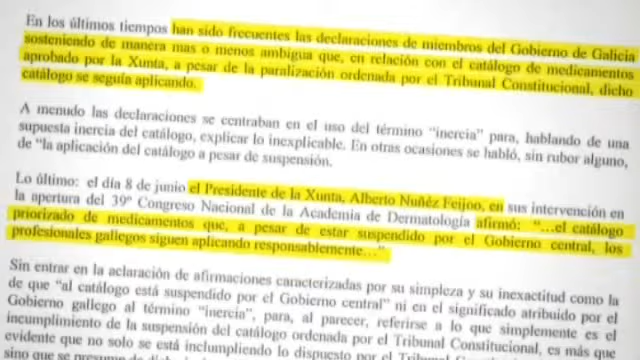 En los últimos tiempos han sido frecuentes las declaraciones de miembros del Gobierno de Galicia
sosteniendo de manera mas o menos ambigua que, en relación con el catálogo de medicamentos
aprobado por la Xunta, a pesar de la paralización ordenada por el Tribunal Constitucional, dicho
catálogo se seguía aplicando.
A menudo las declaraciones se centraban en el uso del término “inercia” para, hablando de una
supuesta inercia del catálogo, explicar lo inexplicable. En otras ocasiones se habló, sin rubor alguno,
de “la aplicación del catálogo a pesar de suspensión.
Lo último: el día 8 de junio el Presidente de la Xunta, Alberto Nuñéz Feijoo, en sus intervención en
la apertura del 39º Congreso Nacional de la Academia de Dermatología afirmó: “…el catálogo
priorizado de medicamentos que, a pesar de estar suspendido por el Gobierno central, los
profesionales gallegos siguen aplicando responsablemente…”
Sin entrar en la aclaración de afirmaciones caracterizadas por su simpleza y su inexactitud como la
de que “al catálogo está suspendido por el Gobierno central” ni en el significado atribuido por el
Gobierno gallego al término “inercia”, para, al parecer, referirse a lo que simplemente es el
incumplimiento de la suspensión del catálogo ordenada por el Tribunal Constitucional, es más que
evidente que no solo se está incumpliendo lo dispuesto por el
sino que se presume de